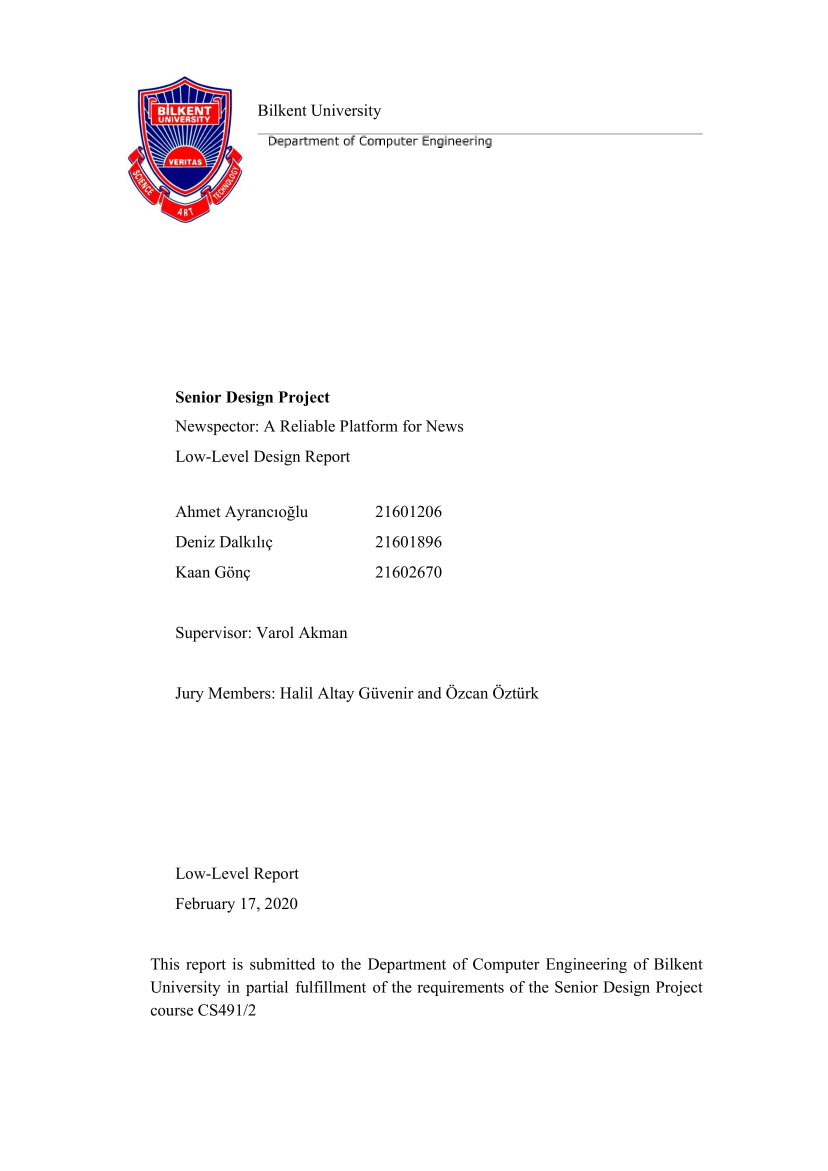 BİLKENT
UNIVERSITY
VERITAS
SCIENCE
ART
TECHNOLOGY
Bilkent University
Department of Computer Engineering
Senior Design Project
Newspector: A Reliable Platform for News
Low-Level Design Report
Ahmet Ayrancıoğlu 21601206
Deniz Dalkılıç 21601896
Kaan Gönç 21602670
Supervisor: Varol Akman
Jury Members: Halil Altay Güvenir and Özcan Öztürk
Low-Level Report
February 17, 2020
This report is submitted to the Department of Computer Engineering of Bilkent
University in partial fulfillment of the requirements of the Senior Design Project
course CS491/2